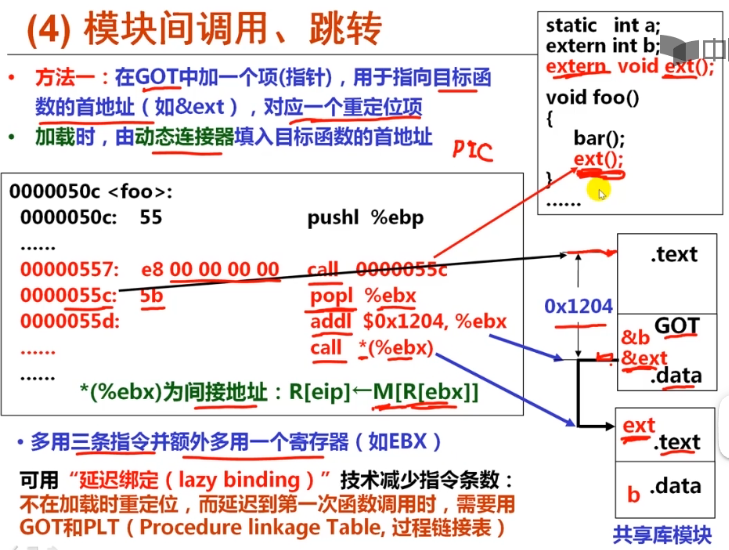 (4) 模块间调用、跳转
• 方法一：在GOT中加一个项(指针)，用于指向目标函
数的首地址（如&ext），对应一个重定位项
• 加载时，由动态连接器填入目标函数的首地址
PIC
static int a;
extern int b;
extern void ext();
void foo()
{
bar();
ext();
}
……
0000050c <foo>:
0000050c: 55 pushl %ebp
……
00000557: e8 00 00 00 00 call 0000055c
0000055c: 5b popl %ebx
0000055d: addl $0x1204, %ebx
…… call *(%ebx)
……
*(%ebx)为间接地址：R[eip]←M[R[ebx]]
.text
0x1204
GOT
&b
&ext
.data
ext
.text
b .data
共享库模块
• 多用三条指令并额外多用一个寄存器（如EBX）
可用“延迟绑定（lazy binding）”技术减少指令条数：
不在加载时重定位，而延迟到第一次函数调用时，需要用
GOT和PLT（Procedure linkage Table, 过程链接表）